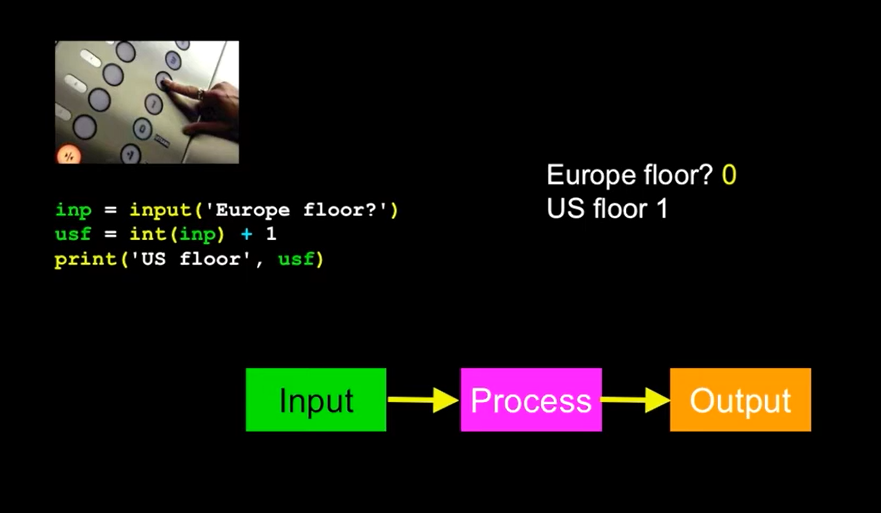 inp = input('Europe floor?')
usf = int(inp) + 1
print('US floor', usf)
Europe floor? 0
US floor 1
Input
Process
Output